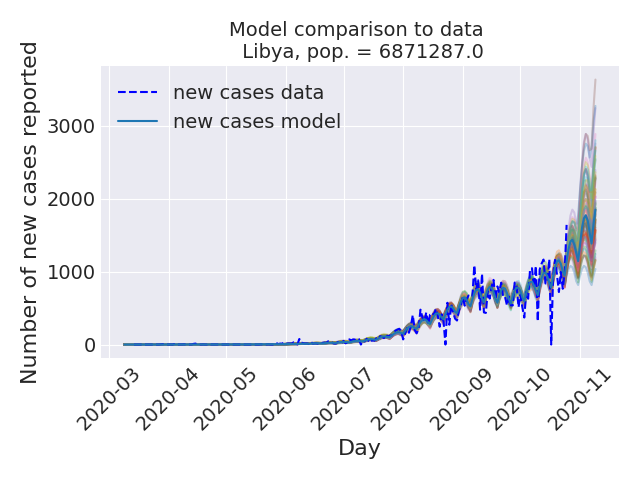 Model comparison to data
Libya, pop. = 6871287.0
new cases data
new cases model
Number of new cases reported
3000
2000
1000
0
2020-03
2020-04
2020-05
2020-06
2020-07
2020-08
2020-09
2020-10
2020-11
Day